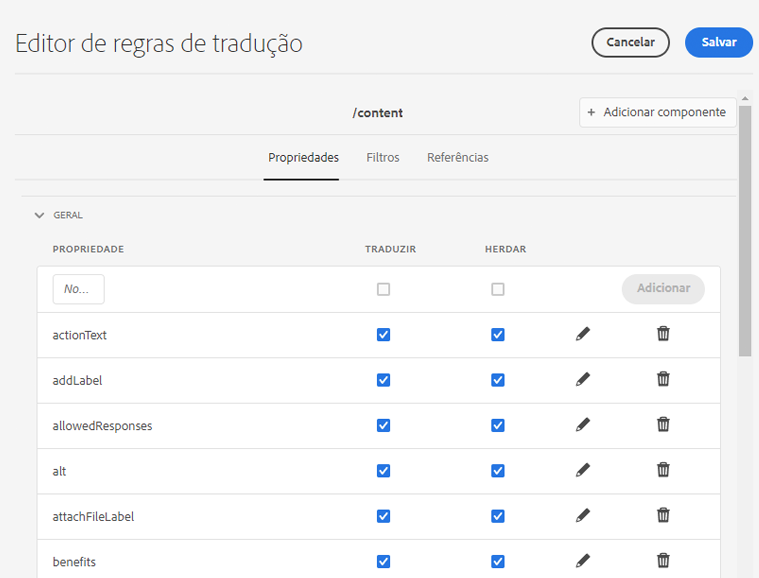 Editor de regras de tradução
Cancelar
Salvar
/content
+ Adicionar componente
Propriedades
Filtros
Referências
GERAL
PROPRIEDADE TRADUZIR HERDAR
No... Adicionar
actionText
addLabel
allowedResponses
alt
attachFileLabel
benefits